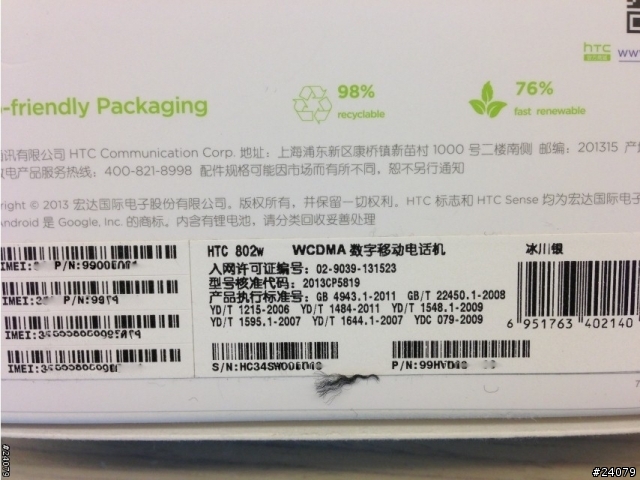 htc
www
98%
recyclable
76%
fast renewable
-friendly Packaging
讯有限公司 HTC Communication Corp. 地址：上海浦东新区康桥镇新苗村 1000 号二楼南侧 邮编：201315 产
电产品服务热线：400-821-8998 配件规格可能因市场而有所不同，恕不另行通知
right © 2013 宏达国际电子股份有限公司。版权所有，并保留一切权利。HTC 标志和 HTC Sense 均为宏达国际电子
Android 是 Google, Inc. 的商标。内含有锂电池，请分类回收妥善处理
HTC 802w WCDMA 数字移动电话机 冰川银
入网许可证编号：02-9039-131523
型号核准代码：2013CP5819
产品执行标准号：GB 4943.1-2011 GB/T 22450.1-2008
YD/T 1215-2006 YD/T 1484-2011 YD/T 1548.1-2009
YD/T 1595.1-2007 YD/T 1644.1-2007 YDC 079-2009
6 951763 402140
IMEI: P/N:
IMEI: P/N:
IMEI:
IMEI:
S/N: P/N:
#24079
#24079